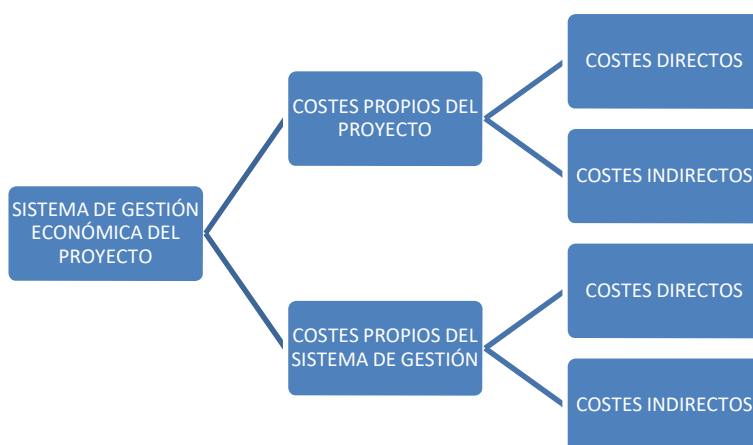 SISTEMA DE GESTIÓN
ECONÓMICA DEL
PROYECTO
COSTES PROPIOS DEL
PROYECTO
COSTES DIRECTOS
COSTES INDIRECTOS
COSTES PROPIOS DEL
SISTEMA DE GESTIÓN
COSTES DIRECTOS
COSTES INDIRECTOS